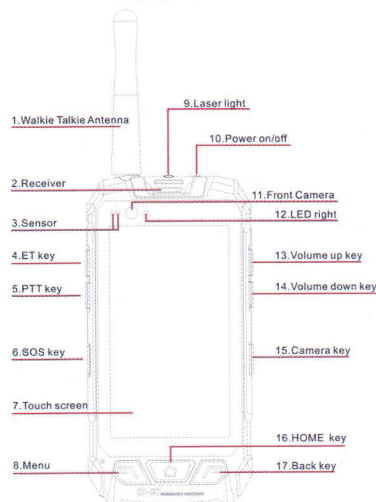 1.Walkie Talkie Antenna
2.Receiver
3.Sensor
4.ET key
5.PTT key
6.SOS key
7.Touch screen
8.Menu
9.Laser light
10.Power on/off
11.Front Camera
12.LED right
13.Volume up key
14.Volume down key
15.Camera key
16.HOME key
17.Back key